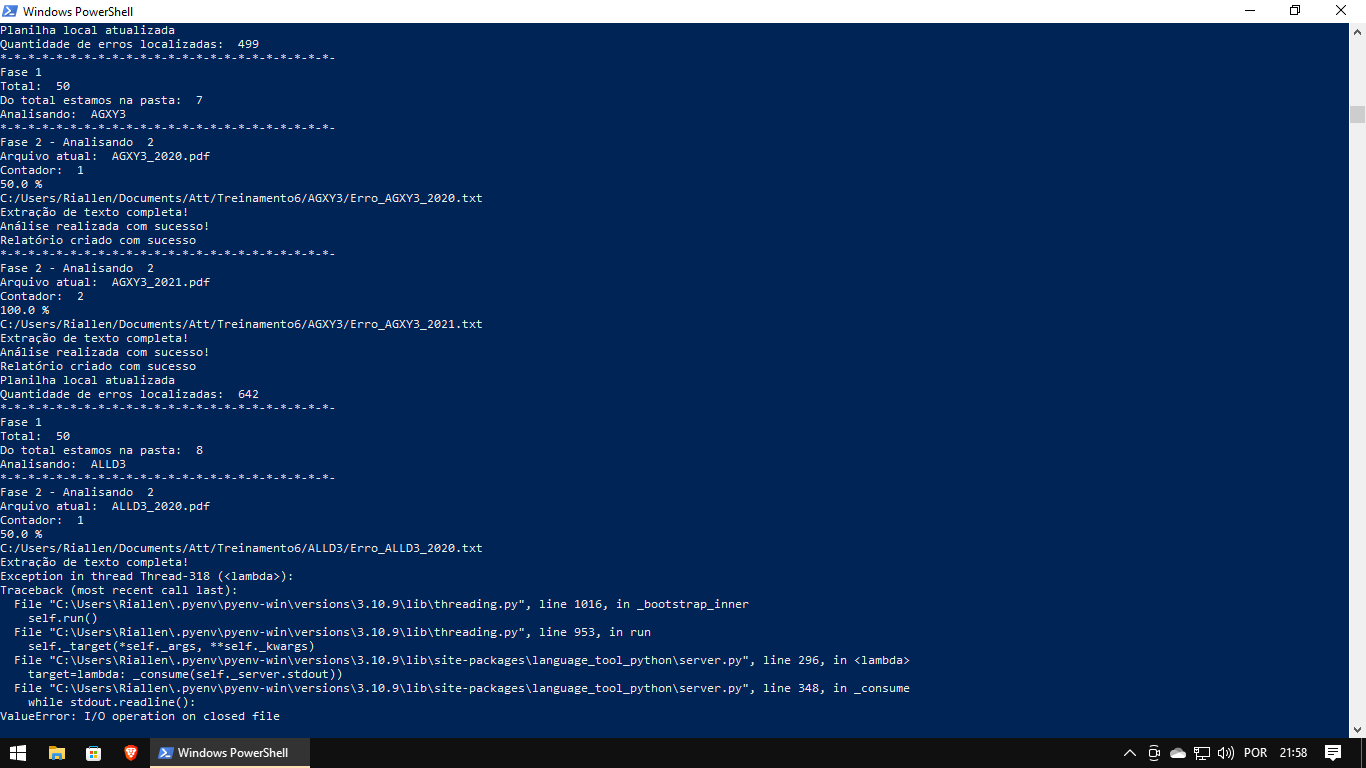 Windows PowerShell
Planilha local atualizada
Quantidade de erros localizadas:  499
*-*-*-*-*-*-*-*-*-*-*-*-*-*-*-*-*-*-*-*-*-*-*-*-
Fase 1
Total:  50
Do total estamos na pasta:  7
Analisando:  AGXY3
*-*-*-*-*-*-*-*-*-*-*-*-*-*-*-*-*-*-*-*-*-*-*-*-
Fase 2 - Analisando  2
Arquivo atual:  AGXY3_2020.pdf
Contador:  1
50.0 %
C:/Users/Riallen/Documents/Att/Treinamento6/AGXY3/Erro_AGXY3_2020.txt
Extração de texto completa!
Análise realizada com sucesso!
Relatório criado com sucesso
*-*-*-*-*-*-*-*-*-*-*-*-*-*-*-*-*-*-*-*-*-*-*-*-
Fase 2 - Analisando  2
Arquivo atual:  AGXY3_2021.pdf
Contador:  2
100.0 %
C:/Users/Riallen/Documents/Att/Treinamento6/AGXY3/Erro_AGXY3_2021.txt
Extração de texto completa!
Análise realizada com sucesso!
Relatório criado com sucesso
Planilha local atualizada
Quantidade de erros localizadas:  642
*-*-*-*-*-*-*-*-*-*-*-*-*-*-*-*-*-*-*-*-*-*-*-*-
Fase 1
Total:  50
Do total estamos na pasta:  8
Analisando:  ALLD3
*-*-*-*-*-*-*-*-*-*-*-*-*-*-*-*-*-*-*-*-*-*-*-*-
Fase 2 - Analisando  2
Arquivo atual:  ALLD3_2020.pdf
Contador:  1
50.0 %
C:/Users/Riallen/Documents/Att/Treinamento6/ALLD3/Erro_ALLD3_2020.txt
Extração de texto completa!
Exception in thread Thread-318 (<lambda>):
Traceback (most recent call last):
  File "C:\Users\Riallen\.pyenv\pyenv-win\versions\3.10.9\lib\threading.py", line 1016, in _bootstrap_inner
    self.run()
  File "C:\Users\Riallen\.pyenv\pyenv-win\versions\3.10.9\lib\threading.py", line 953, in run
    self._target(*self._args, **self._kwargs)
  File "C:\Users\Riallen\.pyenv\pyenv-win\versions\3.10.9\lib\site-packages\language_tool_python\server.py", line 296, in <lambda>
    target=lambda: _consume(self._server.stdout))
  File "C:\Users\Riallen\.pyenv\pyenv-win\versions\3.10.9\lib\site-packages\language_tool_python\server.py", line 348, in _consume
    while stdout.readline():
ValueError: I/O operation on closed file
Windows PowerShell
POR
21:58